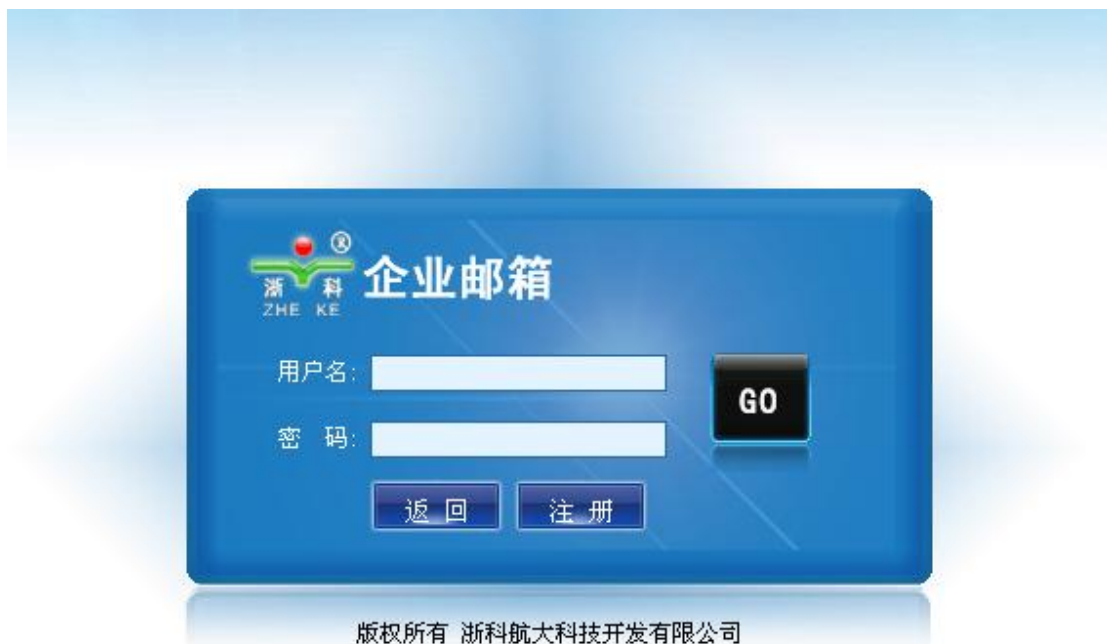 ®
浙 科
ZHE KE
企业邮箱
用户名:
GO
密 码:
返 回
注 册
版权所有 浙科航大科技开发有限公司